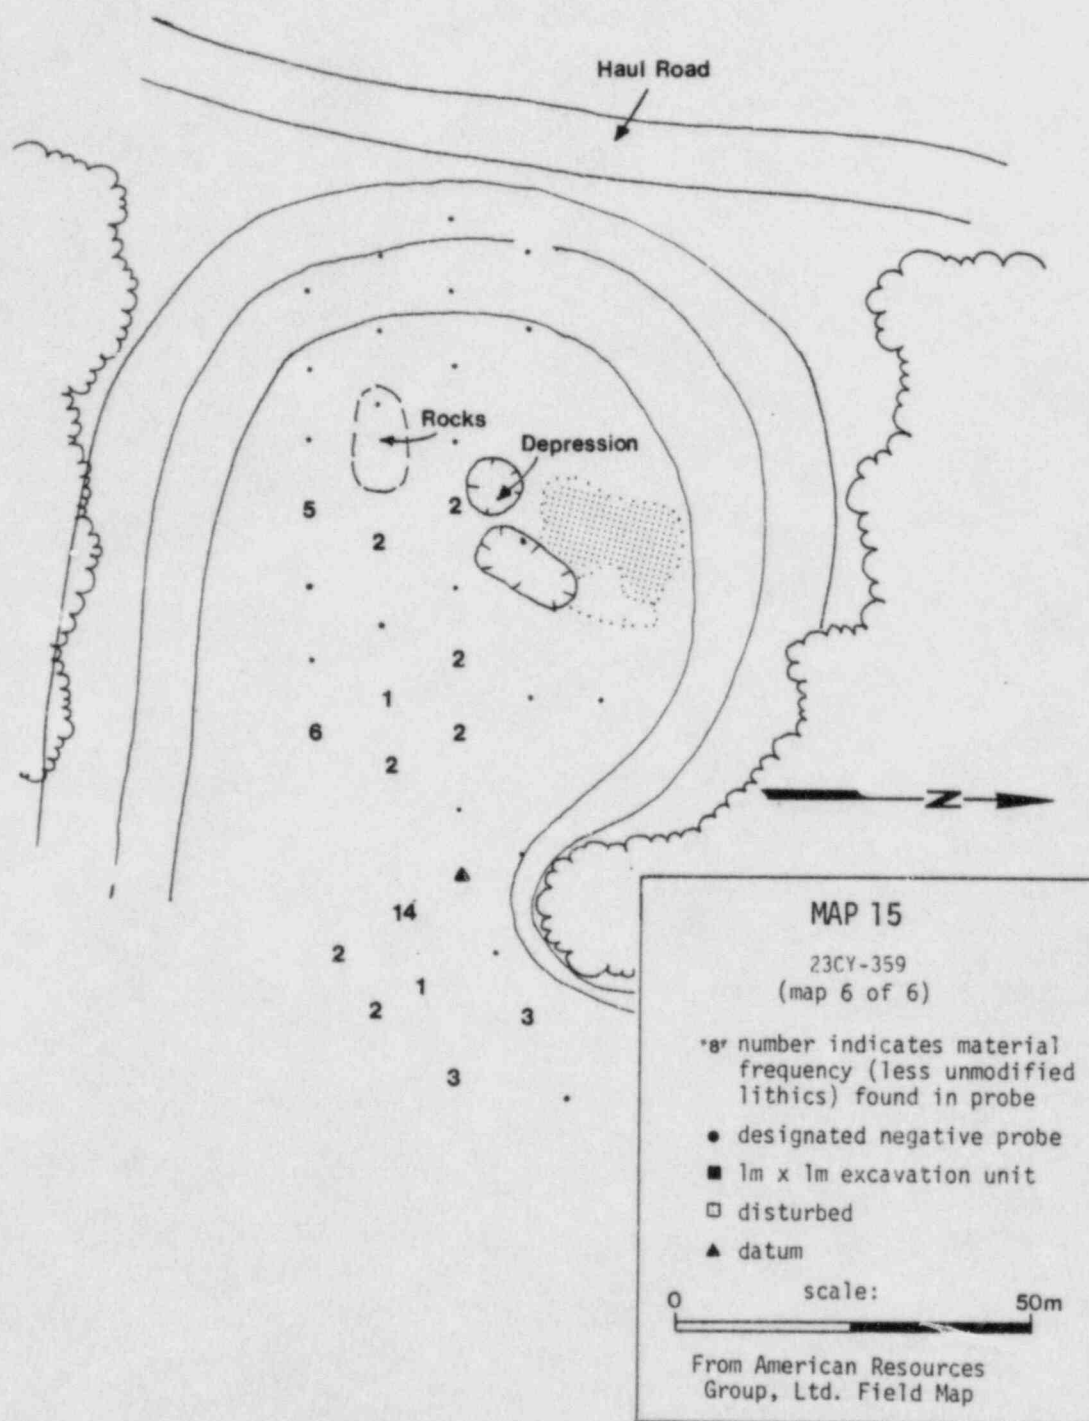 Haul Road
Rocks
Depression
5
2
2
2
1
6
2
2
N
14
2
1
2
3
3
MAP 15
23CY-359
(map 6 of 6)
"8" number indicates material
frequency (less unmodified
lithics) found in probe
designated negative probe
1m x 1m excavation unit
disturbed
datum
scale:
0 50m
From American Resources
Group, Ltd. Field Map